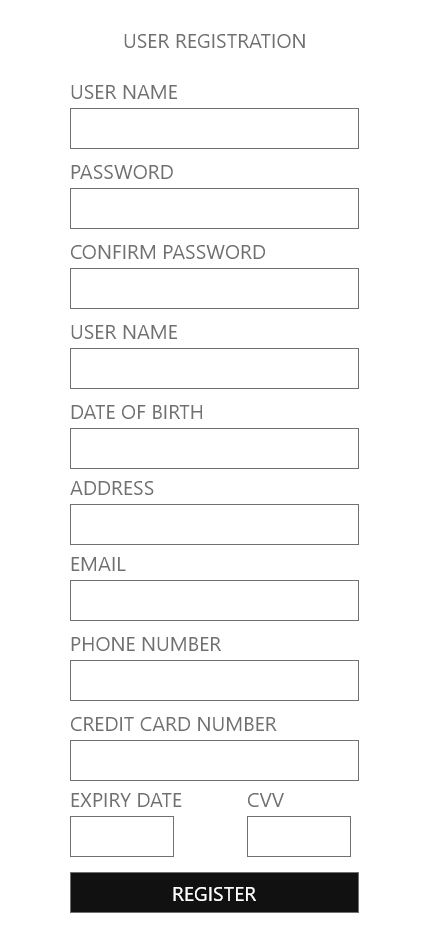 USER REGISTRATION
USER NAME
PASSWORD
CONFIRM PASSWORD
USER NAME
DATE OF BIRTH
ADDRESS
EMAIL
PHONE NUMBER
CREDIT CARD NUMBER
EXPIRY DATE CVV
REGISTER